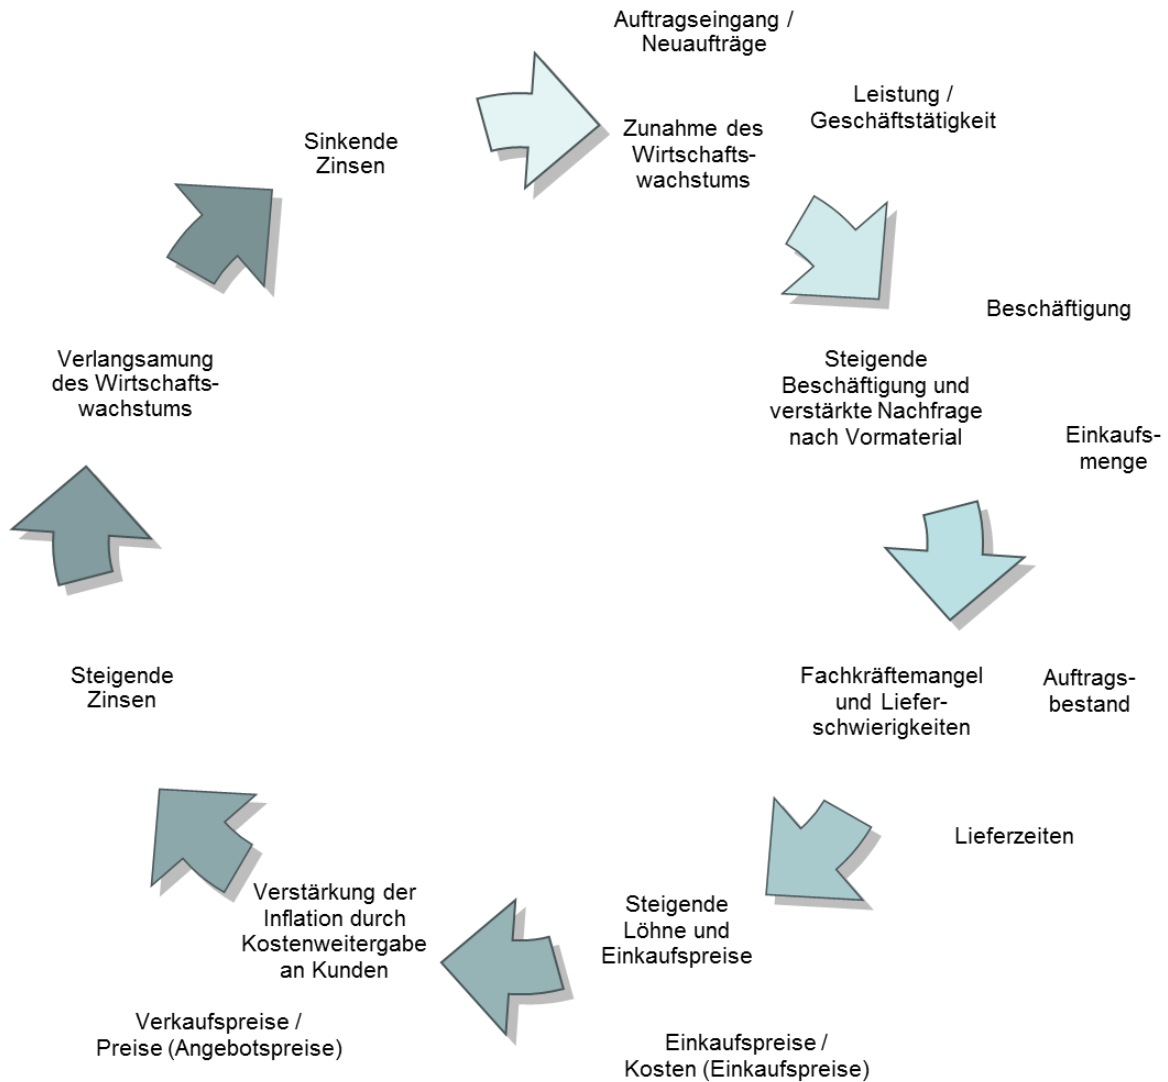 Auftragseingang /
Neuaufträge
Leistung /
Geschäftstätigkeit
Sinkende
Zinsen
Zunahme des
Wirtschafts-
wachstums
Beschäftigung
Verlangsamung
des Wirtschafts-
wachstums
Steigende
Beschäftigung und
verstärkte Nachfrage
nach Vormaterial
Einkaufs-
menge
Steigende
Zinsen
Fachkräftemangel
und Liefer-
schwierigkeiten
Auftrags-
bestand
Lieferzeiten
Verstärkung der
Inflation durch
Kostenweitergabe
an Kunden
Steigende
Löhne und
Einkaufspreise
Verkaufspreise /
Preise (Angebotspreise)
Einkaufspreise /
Kosten (Einkaufspreise)